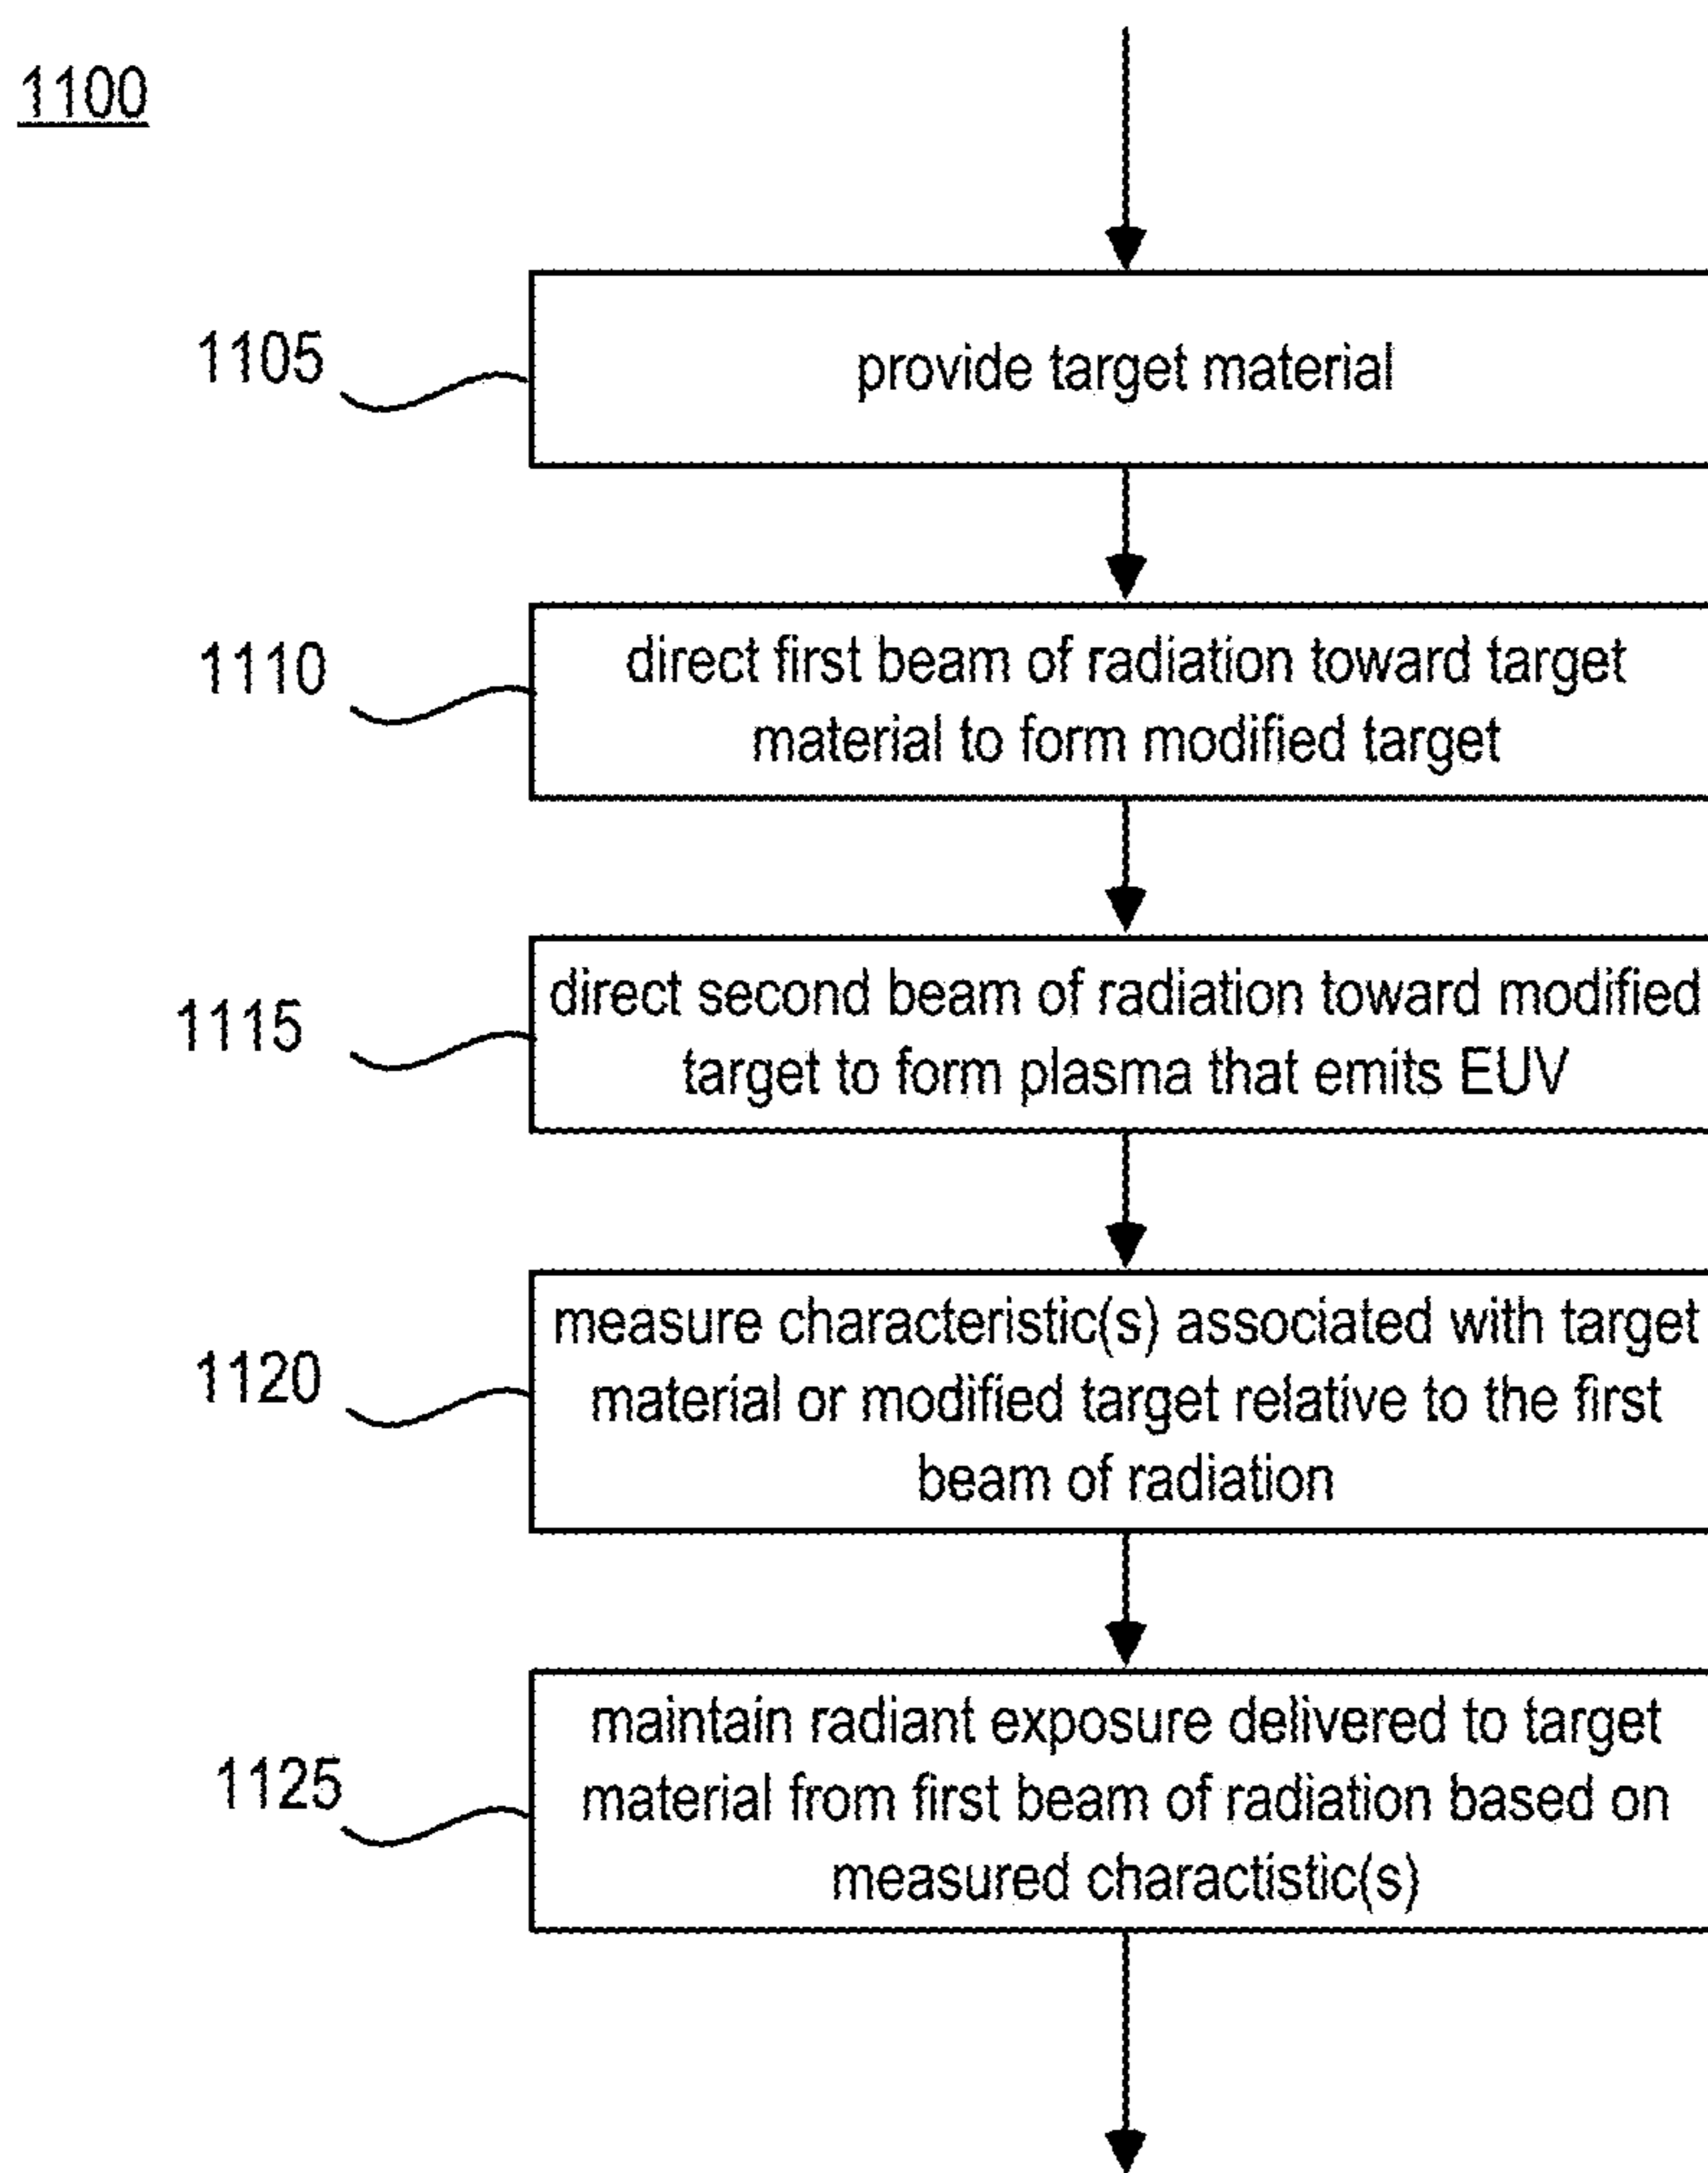 1100
1105
provide target material
1110
direct first beam of radiation toward target
material to form modified target
1115
direct second beam of radiation toward modified
target to form plasma that emits EUV
1120
measure characteristic(s) associated with target
material or modified target relative to the first
beam of radiation
1125
maintain radiant exposure delivered to target
material from first beam of radiation based on
measured charactistic(s)